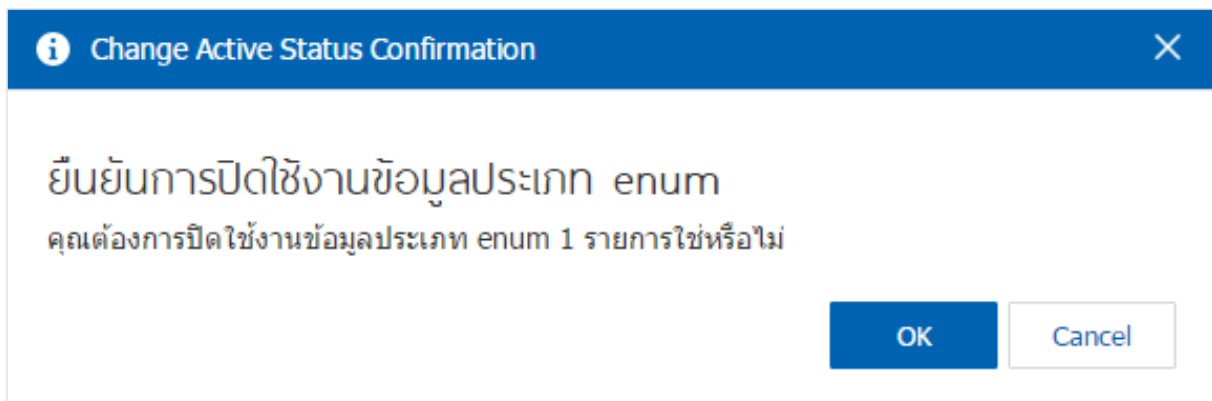 Change Active Status Confirmation
ยืนยันการปิดใช้งานข้อมูลประเภท enum
คุณต้องการปิดใช้งานข้อมูลประเภท enum 1 รายการใช่หรือไม่
OK Cancel